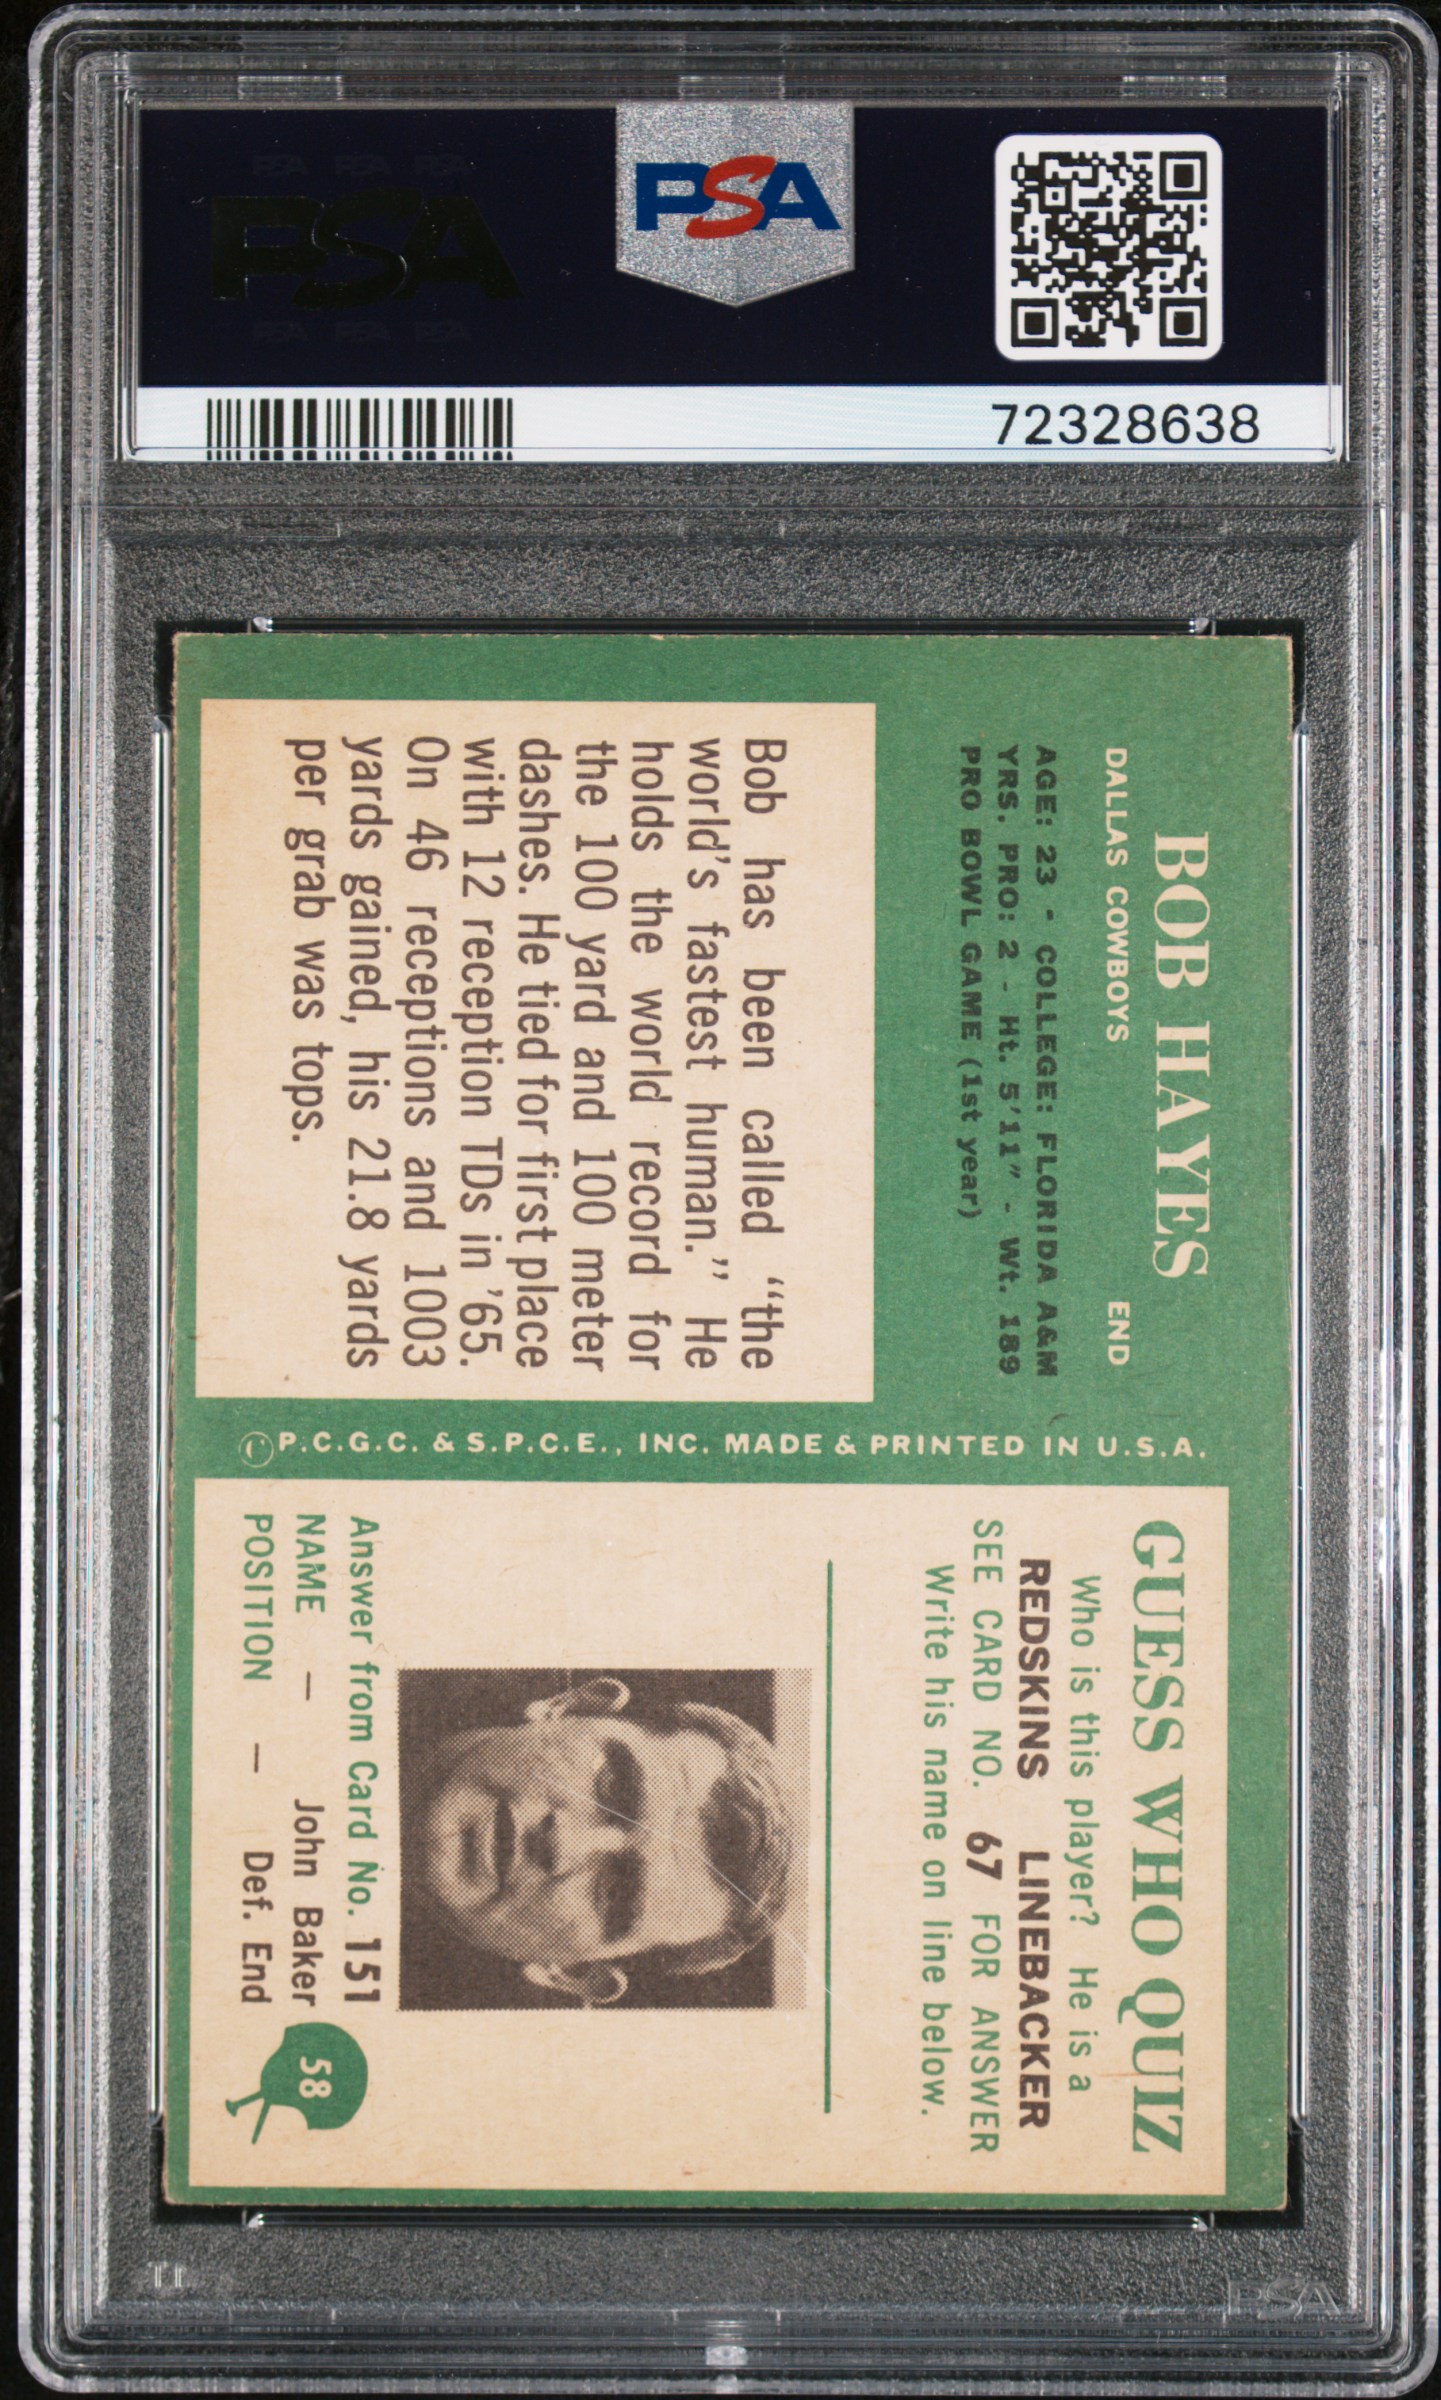 PSA
PSA
72328638
BOB HAYES
DALLAS COWBOYS END
AGE: 23 - COLLEGE: FLORIDA A&M
YRS. PRO: 2 - Ht. 5'11" - Wt. 189
PRO BOWL GAME (1st year)
Bob has been called "the
world's fastest human." He
holds the world record for
the 100 yard and 100 meter
dashes. He tied for first place
with 12 reception TDs in '65.
On 46 receptions and 1003
yards gained, his 21.8 yards
per grab was tops.
© P.C.G.C. & S.P.C.E., INC. MADE & PRINTED IN U.S.A.
GUESS WHO QUIZ
Who is this player? He is a
REDSKINS LINEBACKER
SEE CARD NO. 67 FOR ANSWER
Write his name on line below.
Answer from Card No. 151
NAME – John Baker
POSITION – Def. End
58
PSA